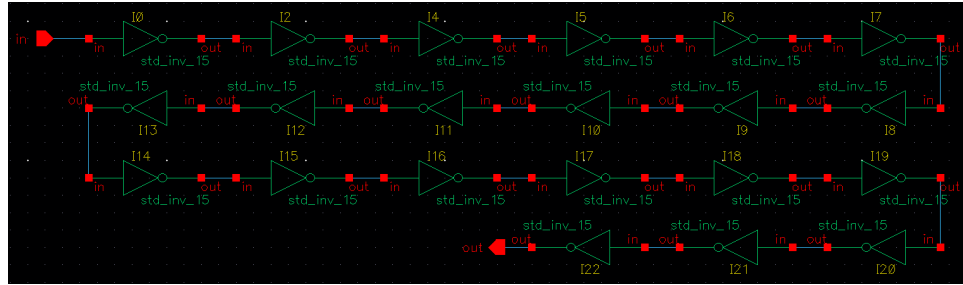 I0 I2 I4 I5 I6 I7
in in out in out in out in out in out in out
std_inv_15 std_inv_15 std_inv_15 std_inv_15 std_inv_15 std_inv_15
std_inv_15 std_inv_15 std_inv_15 std_inv_15 std_inv_15 std_inv_15
out in out in out in out in out in out in
I13 I12 I11 I10 I9 I8
I14 I15 I16 I17 I18 I19
in out in out in out in out in out in out
std_inv_15 std_inv_15 std_inv_15 std_inv_15 std_inv_15 std_inv_15
std_inv_15 std_inv_15 std_inv_15
out out in out in out in
I22 I21 I20